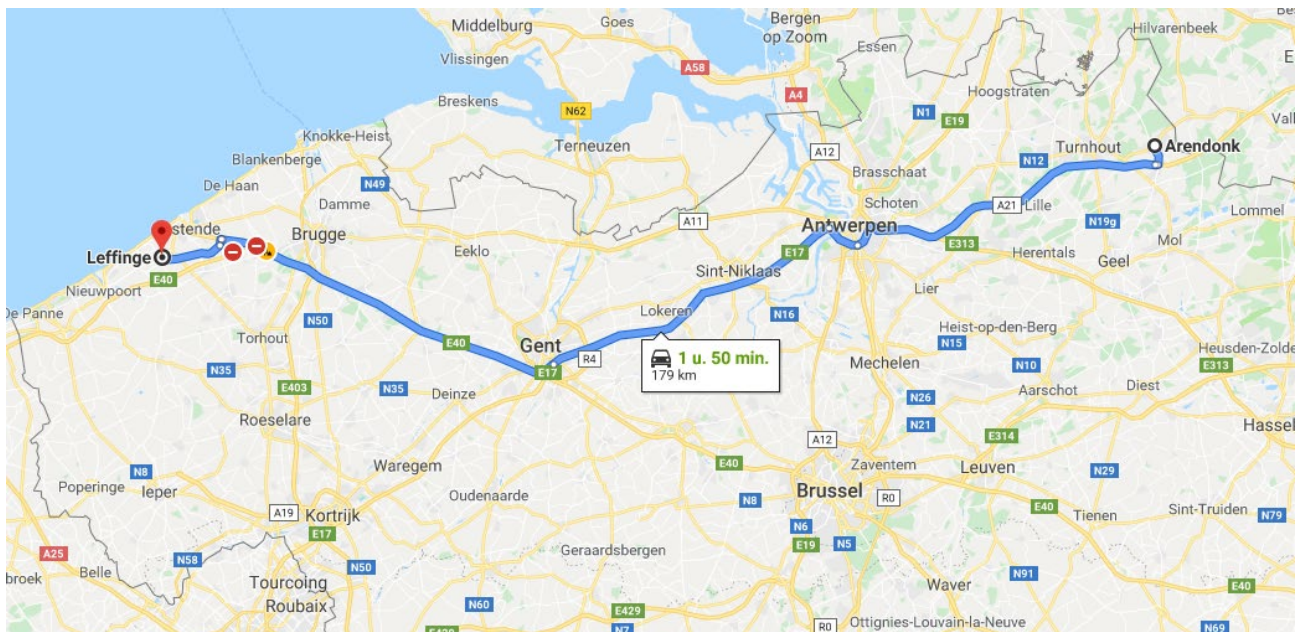 Middelburg
Goes
Bergen
op Zoom
Hilvarenbeek
Essen
Vlissingen
A58
A4
Hoogstraten
Breskens
N62
N1
E19
Knokke-Heist
Terneuzen
A12
N12
Turnhout
Arendonk
Blankenberge
Brasschaat
De Haan
N49
Schoten
A21
Lille
Damme
A11
Antwerpen
N19g
Lommel
stende
Brugge
Eeklo
E17
E313
Mol
Leffinge
Herentals
Geel
E40
Sint-Niklaas
Nieuwpoort
Lier
De Panne
Lokeren
N50
N16
Heist-op-den-Berg
Torhout
E40
Gent
N15
Heusden-Zolde
R4
1 u. 50 min.
179 km
Mechelen
N10
E313
N35
E17
E403
N35
Deinze
Aarschot
Diest
N26
Roeselare
N21
Hassel
A12
E314
Waregem
E40
Zaventem
Leuven
N8
N29
Poperinge
Ieper
Oudenaarde
Brussel
N8
R0
E40
A19
Kortrijk
Tienen
Sint-Truiden
N79
E17
N6
E19
N5
A25
N58
Geraardsbergen
broek
Belle
N50
N91
Tourcoing
Waver
E40
Roubaix
N60
E429
R0
Ottignies-Louvain-la-Neuve
N7
N69